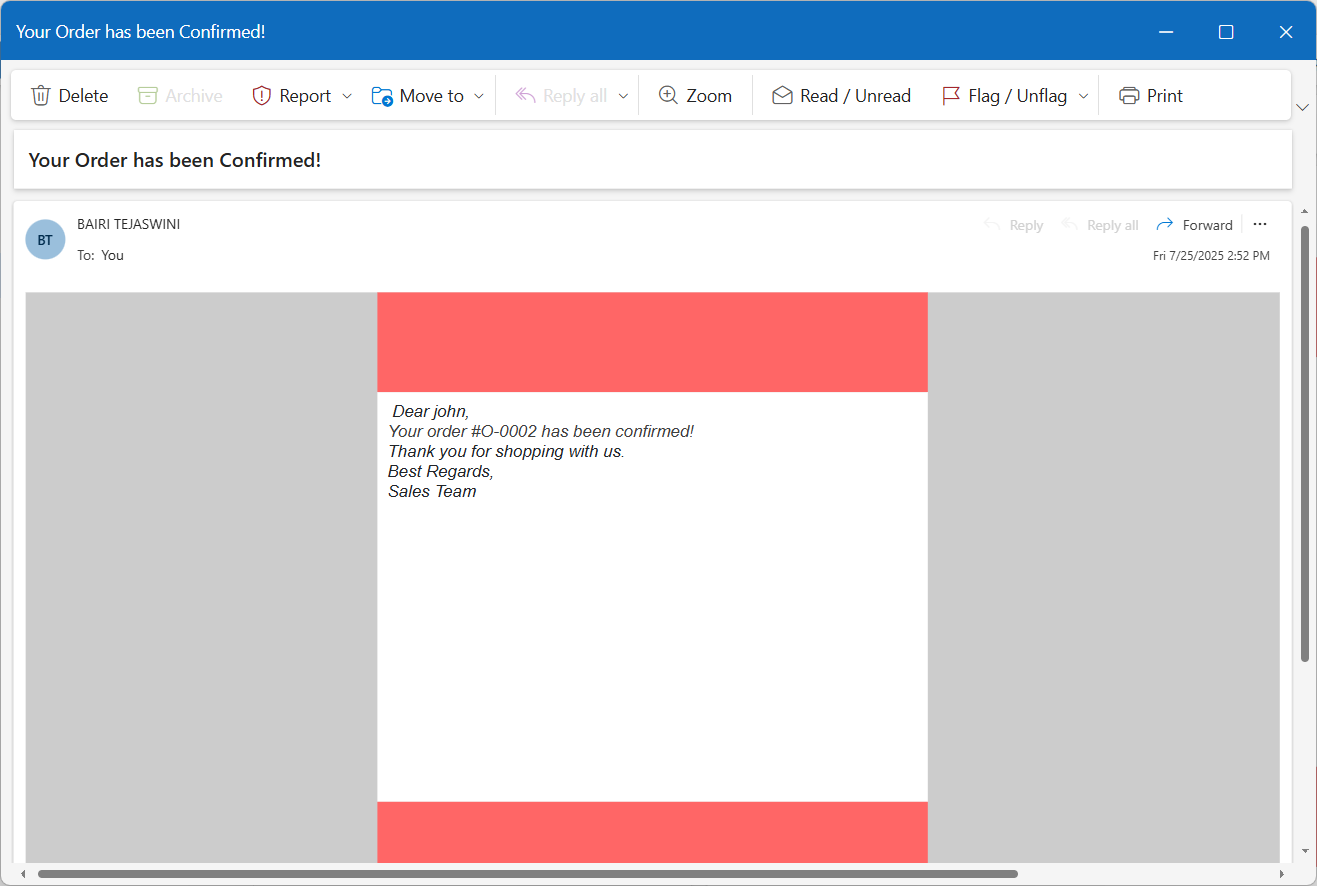 Your Order has been Confirmed!
Delete Archive Report Move to Reply all Zoom Read / Unread Flag / Unflag Print
Your Order has been Confirmed!
BT BAIRI TEJASWINI Reply Reply all Forward ...
To: You Fri 7/25/2025 2:52 PM
Dear john,
Your order #O-0002 has been confirmed!
Thank you for shopping with us.
Best Regards,
Sales Team